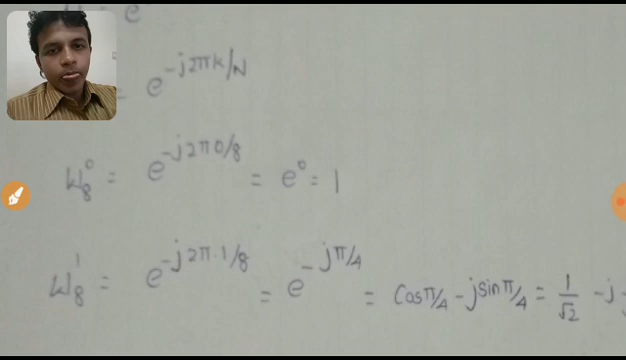 = e^{-j2πk/N}
W_8^0 = e^{-j2π0/8} = e^0 = 1
W_8^1 = e^{-j2π.1/8} = e^{-jπ/4} = Cos π/4 - j sin π/4 = 1/√2 - j